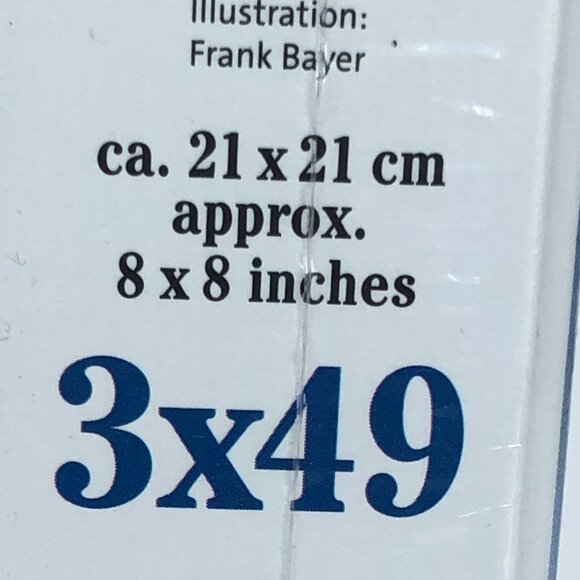 Illustration:
Frank Bayer
ca. 21 x 21 cm
approx.
8 x 8 inches
3x49